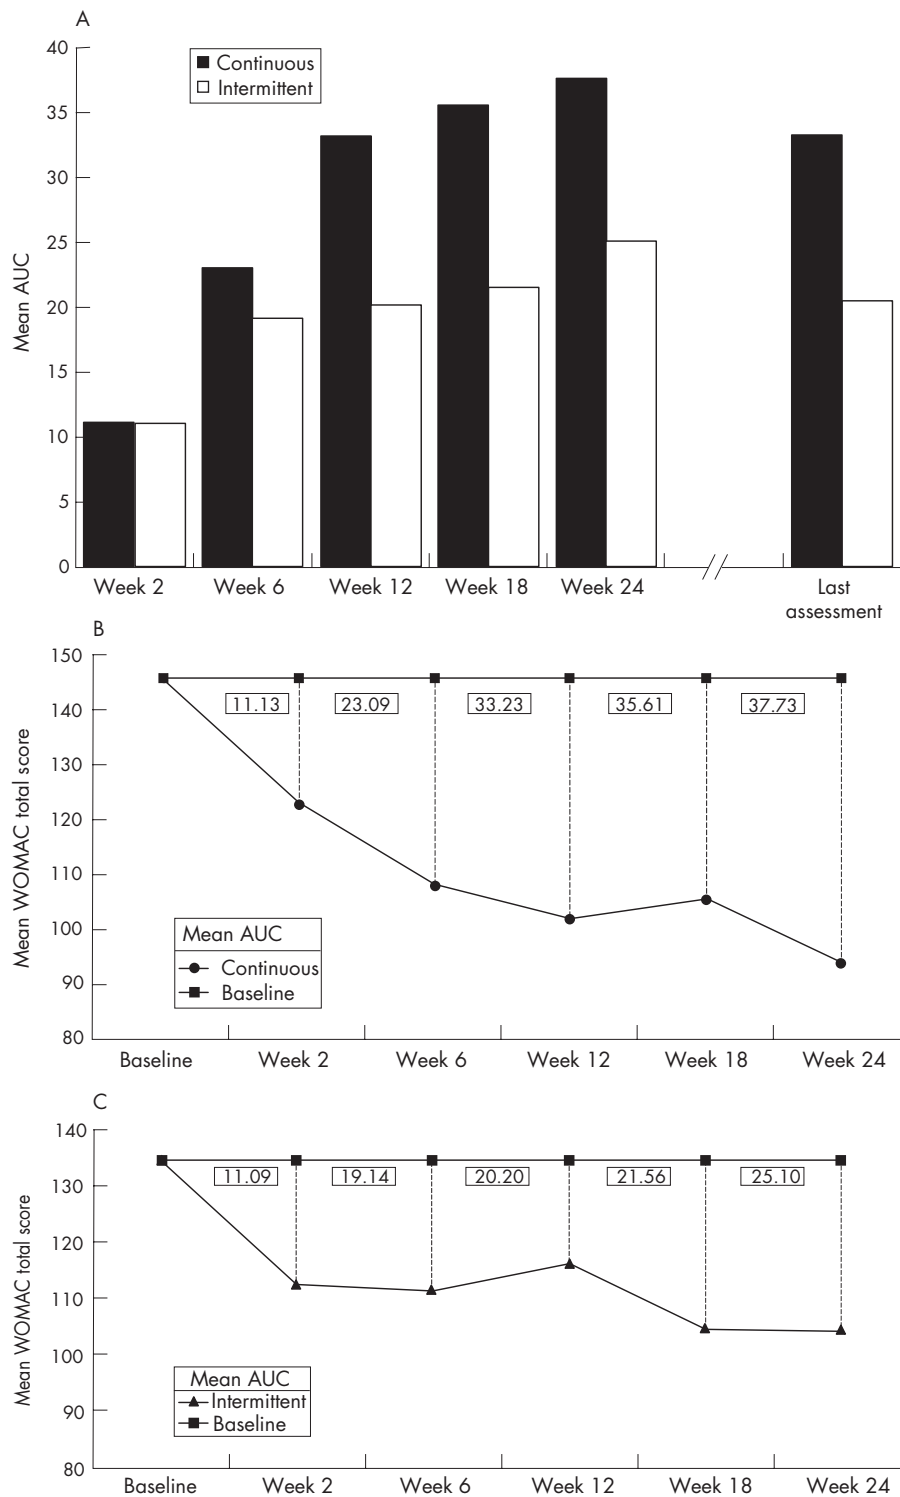 A
40
35
30
25
20
15
10
5
0
Mean AUC
Continuous
Intermittent
Week 2 Week 6 Week 12 Week 18 Week 24 Last
assessment
B
150
140
130
120
110
100
90
80
Mean WOMAC total score
11.13 23.09 33.23 35.61 37.73
Mean AUC
Continuous
Baseline
Baseline Week 2 Week 6 Week 12 Week 18 Week 24
C
140
130
120
110
100
90
80
Mean WOMAC total score
11.09 19.14 20.20 21.56 25.10
Mean AUC
Intermittent
Baseline
Baseline Week 2 Week 6 Week 12 Week 18 Week 24